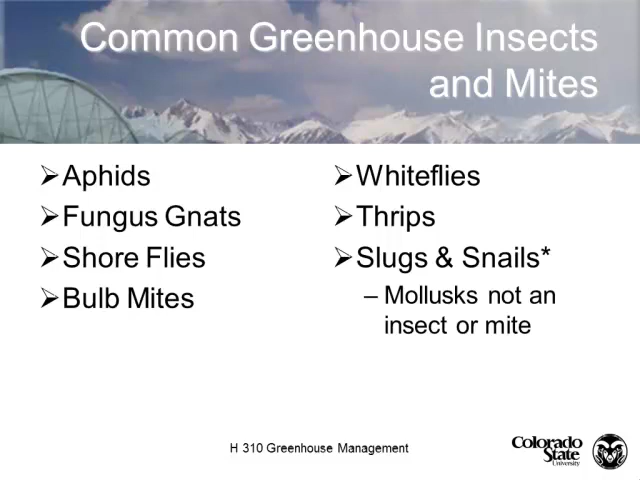 Common Greenhouse Insects
and Mites
➢Aphids
➢Fungus Gnats
➢Shore Flies
➢Bulb Mites
➢Whiteflies
➢Thrips
➢Slugs & Snails*
– Mollusks not an
insect or mite
H 310 Greenhouse Management
Colorado
State
University